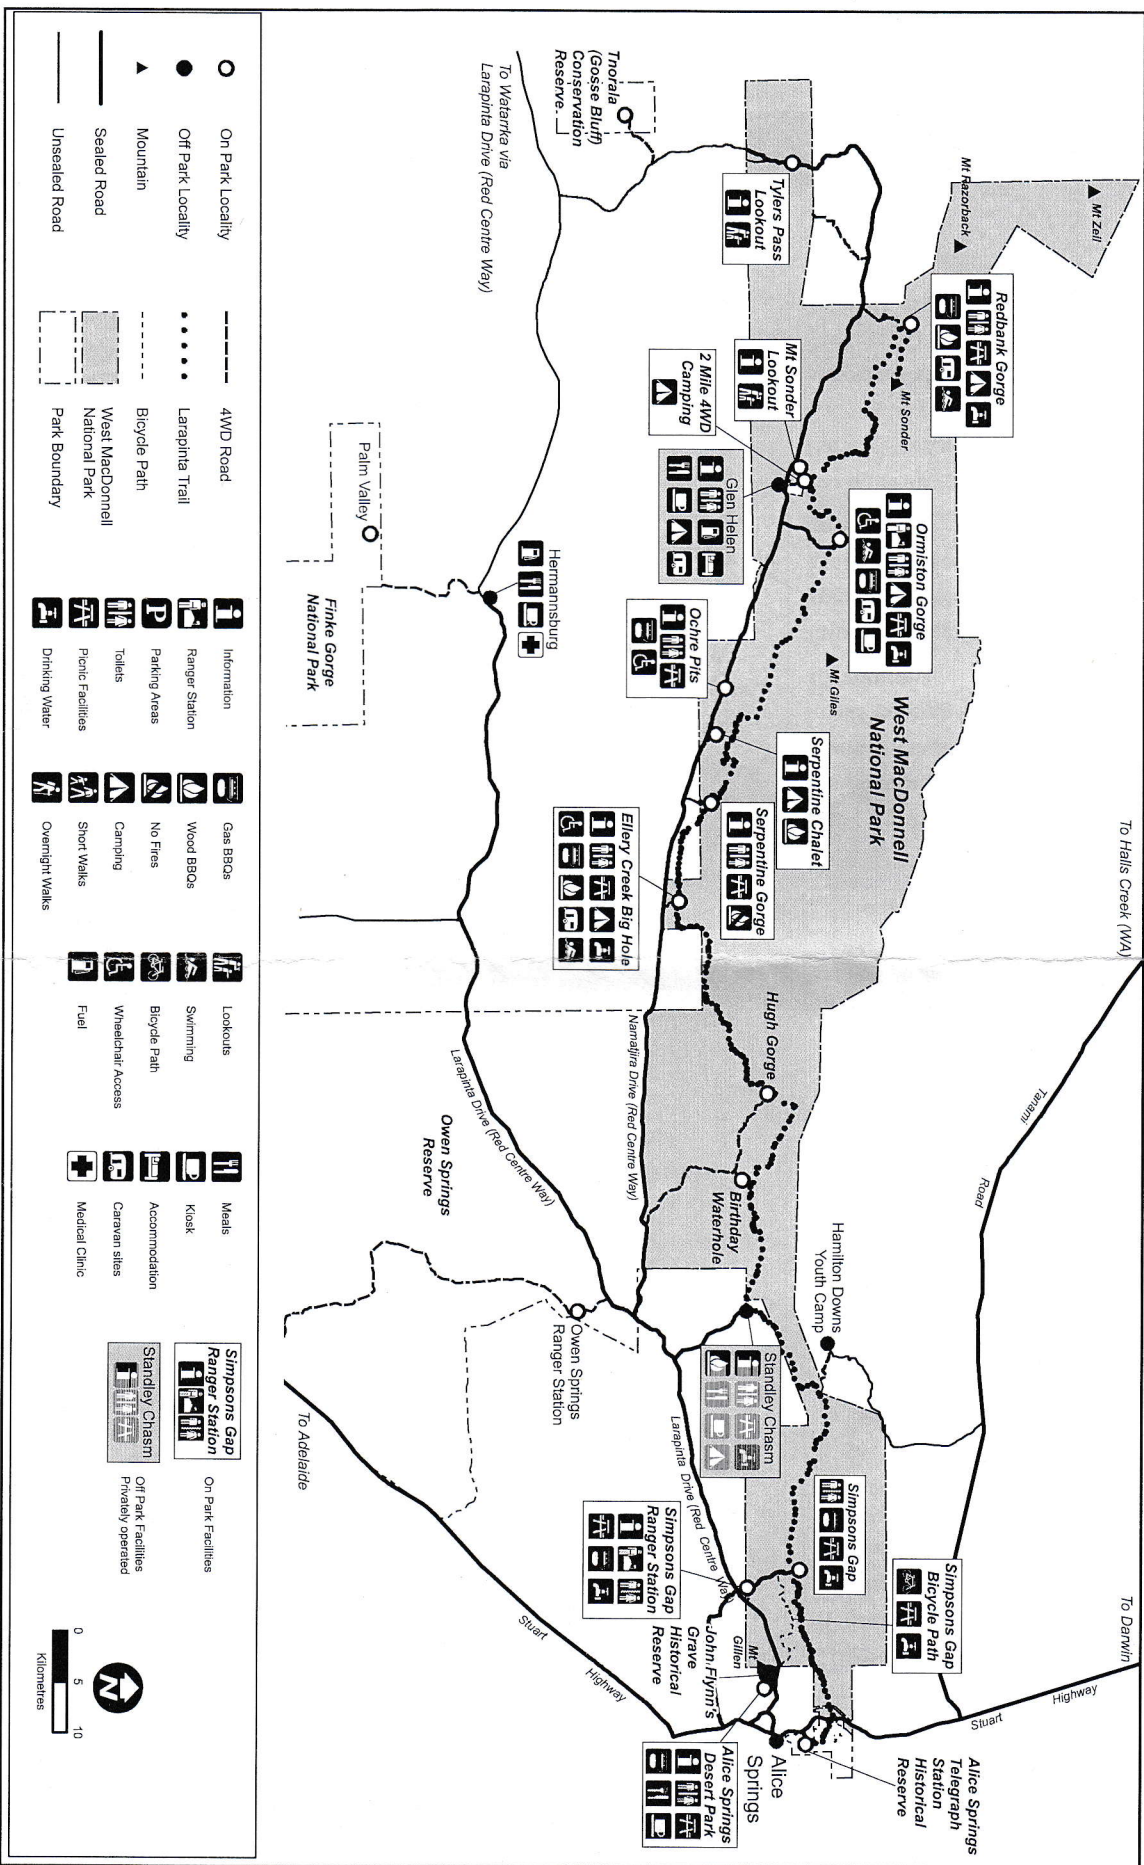 To Halls Creek (WA)
To Darwin
Mt Zeil
Mt Razorback
Redbank Gorge
Mt Sonder
Ormiston Gorge
Mt Giles
West MacDonnell
National Park
Tanami
Road
Hamilton Downs
Youth Camp
Simpsons Gap
Bicycle Path
Stuart
Highway
Alice Springs
Telegraph
Station
Historical
Reserve
Tylers Pass
Lookout
Mt Sonder
Lookout
2 Mile 4WD
Camping
Glen Helen
Serpentine Chalet
Serpentine Gorge
Ochre Pits
Ellery Creek Big Hole
Hugh Gorge
Birthday
Waterhole
Standley Chasm
Simpsons Gap
Simpsons Gap
Ranger Station
Mt
Gillen
John Flynn's
Grave
Historical
Reserve
Alice
Springs
Alice Springs
Desert Park
Tnorala
(Gosse Bluff)
Conservation
Reserve
To Watarrka via
Larapinta Drive (Red Centre Way)
Hermannsburg
Palm Valley
Finke Gorge
National Park
Namatjira Drive (Red Centre Way)
Larapinta Drive (Red Centre Way)
Larapinta Drive (Red Centre Way)
Owen Springs
Reserve
Owen Springs
Ranger Station
To Adelaide
Stuart
Highway
On Park Locality
Off Park Locality
Mountain
Sealed Road
Unsealed Road
4WD Road
Larapinta Trail
Bicycle Path
West MacDonnell
National Park
Park Boundary
Information
Ranger Station
P
Parking Areas
Toilets
Picnic Facilities
Drinking Water
Gas BBQs
Wood BBQs
No Fires
Camping
Short Walks
Overnight Walks
Lookouts
Swimming
Bicycle Path
Wheelchair Access
Fuel
Meals
Kiosk
Accommodation
Caravan sites
Medical Clinic
Simpsons Gap
Ranger Station
On Park Facilities
Standley Chasm
Off Park Facilities
Privately operated
N
0 5 10
Kilometres